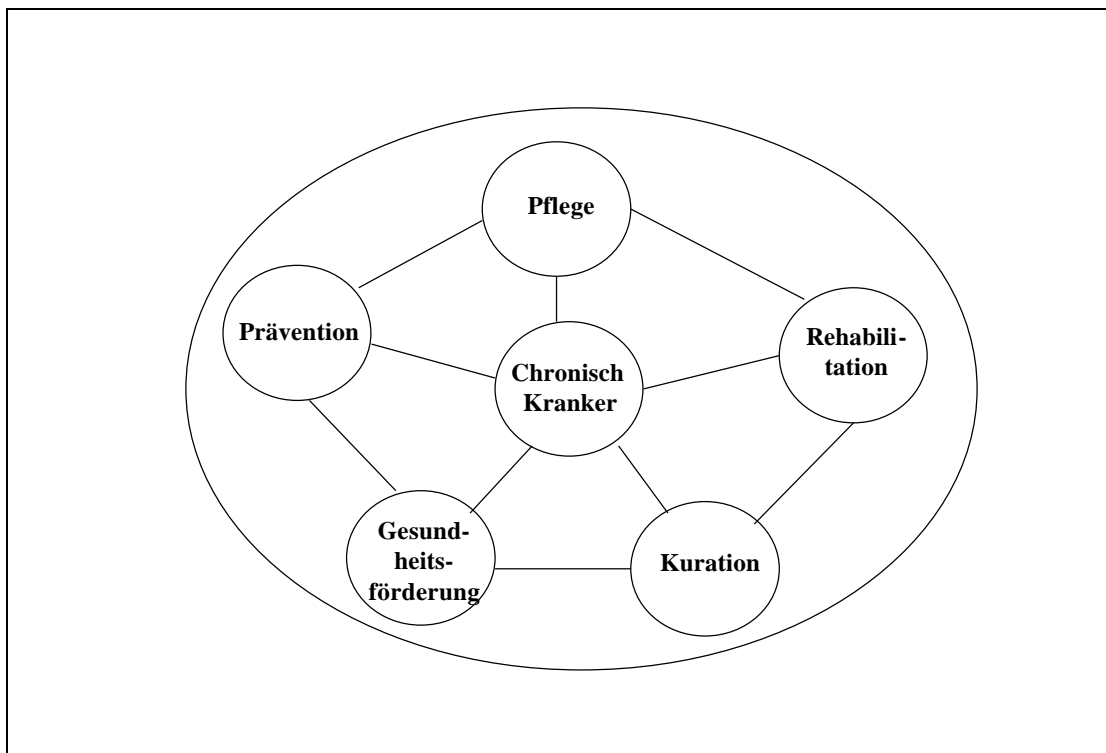 Pflege
Prävention
Rehabili-
tation
Chronisch
Kranker
Gesund-
heits-
förderung
Kuration